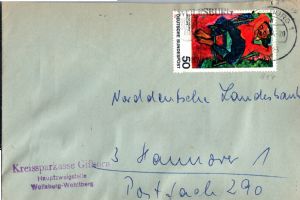 DEUTSCHE BUNDESPOST
50
Norddeutsche Landesbank
Kreissparkasse Gifhorn
Hauptzweigstelle
Wolfsburg-Wohltberg
3 Hannover 1
Postfach 290